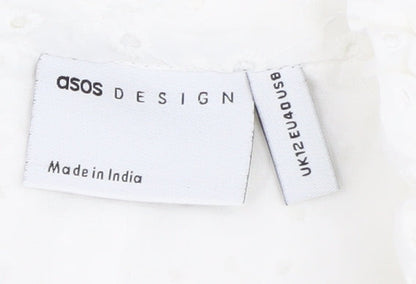 asos DESIGN
Made in India
UK12 EU40 US8